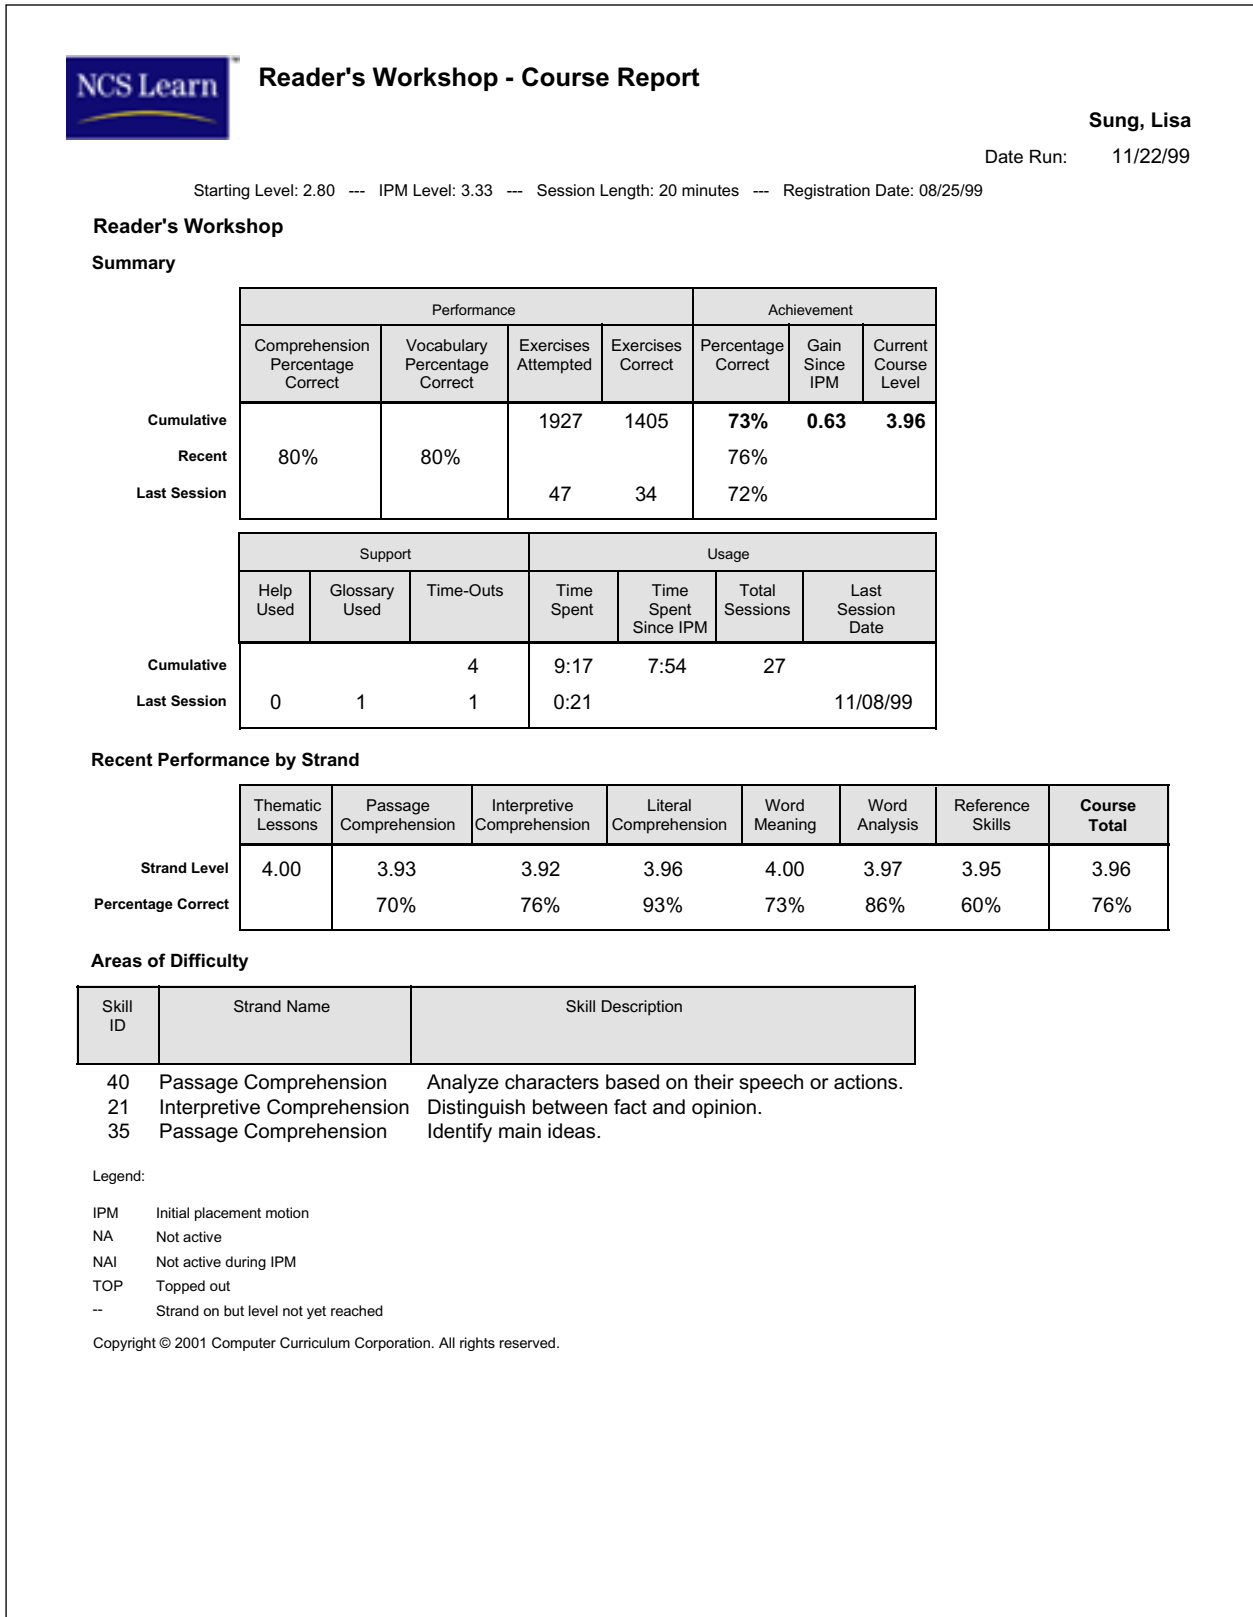 NCS Learn
Reader's Workshop - Course Report
Sung, Lisa
Date Run: 11/22/99
Starting Level: 2.80 --- IPM Level: 3.33 --- Session Length: 20 minutes --- Registration Date: 08/25/99
Reader's Workshop
Summary
Performance Achievement
Comprehension Percentage Correct Vocabulary Percentage Correct Exercises Attempted Exercises Correct Percentage Correct Gain Since IPM Current Course Level
Cumulative 1927 1405 73% 0.63 3.96
Recent 80% 80% 76%
Last Session 47 34 72%
Support Usage
Help Used Glossary Used Time-Outs Time Spent Time Spent Since IPM Total Sessions Last Session Date
Cumulative 4 9:17 7:54 27
Last Session 0 1 1 0:21 11/08/99
Recent Performance by Strand
Thematic Lessons Passage Comprehension Interpretive Comprehension Literal Comprehension Word Meaning Word Analysis Reference Skills Course Total
Strand Level 4.00 3.93 3.92 3.96 4.00 3.97 3.95 3.96
Percentage Correct 70% 76% 93% 73% 86% 60% 76%
Areas of Difficulty
Skill ID Strand Name Skill Description
40 Passage Comprehension Analyze characters based on their speech or actions.
21 Interpretive Comprehension Distinguish between fact and opinion.
35 Passage Comprehension Identify main ideas.
Legend:
IPM Initial placement motion
NA Not active
NAI Not active during IPM
TOP Topped out
-- Strand on but level not yet reached
Copyright © 2001 Computer Curriculum Corporation. All rights reserved.